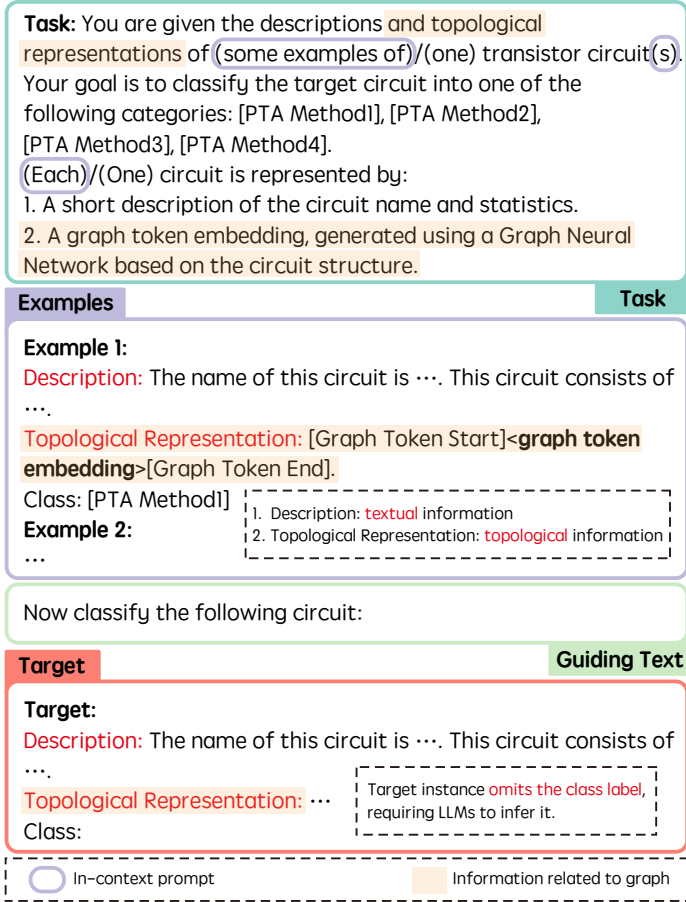 Task: You are given the descriptions and topological
representations of (some examples of)/(one) transistor circuit(s).
Your goal is to classify the target circuit into one of the
following categories: [PTA Method1], [PTA Method2],
[PTA Method3], [PTA Method4].
(Each)/(One) circuit is represented by:
1. A short description of the circuit name and statistics.
2. A graph token embedding, generated using a Graph Neural
Network based on the circuit structure.
Task
Examples
Example 1:
Description: The name of this circuit is ···. This circuit consists of
···.
Topological Representation: [Graph Token Start]<graph token
embedding>[Graph Token End].
Class: [PTA Method1]
Example 2:
···
1. Description: textual information
2. Topological Representation: topological information
Now classify the following circuit:
Guiding Text
Target
Target:
Description: The name of this circuit is ···. This circuit consists of
···.
Topological Representation: ···
Class:
Target instance omits the class label,
requiring LLMs to infer it.
In-context prompt
Information related to graph